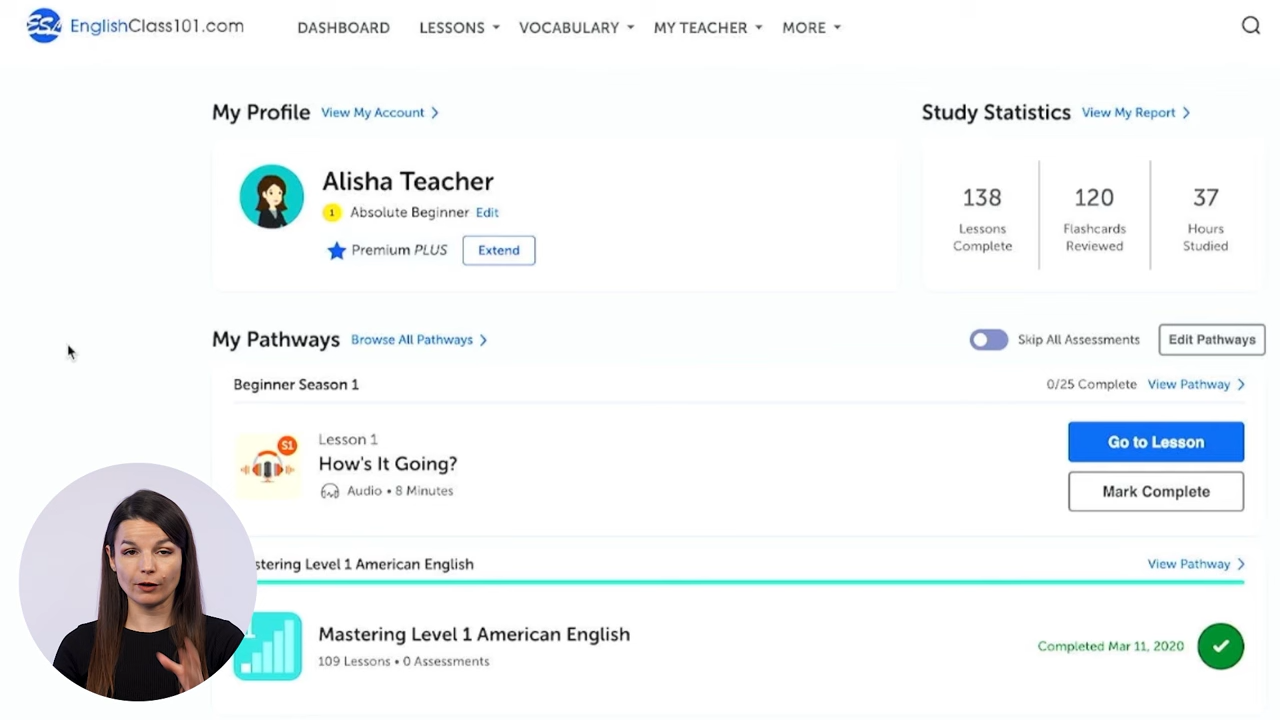 ESL EnglishClass101.com DASHBOARD LESSONS VOCABULARY MY TEACHER MORE
My Profile View My Account
Alisha Teacher
1 Absolute Beginner Edit
Premium PLUS Extend
Study Statistics View My Report
138 120 37
Lessons Flashcards Hours
Complete Reviewed Studied
My Pathways Browse All Pathways Skip All Assessments Edit Pathways
Beginner Season 1 0/25 Complete View Pathway
S1 Lesson 1
How's It Going?
Audio • 8 Minutes
Go to Lesson
Mark Complete
stering Level 1 American English View Pathway
Mastering Level 1 American English
109 Lessons • 0 Assessments
Completed Mar 11, 2020